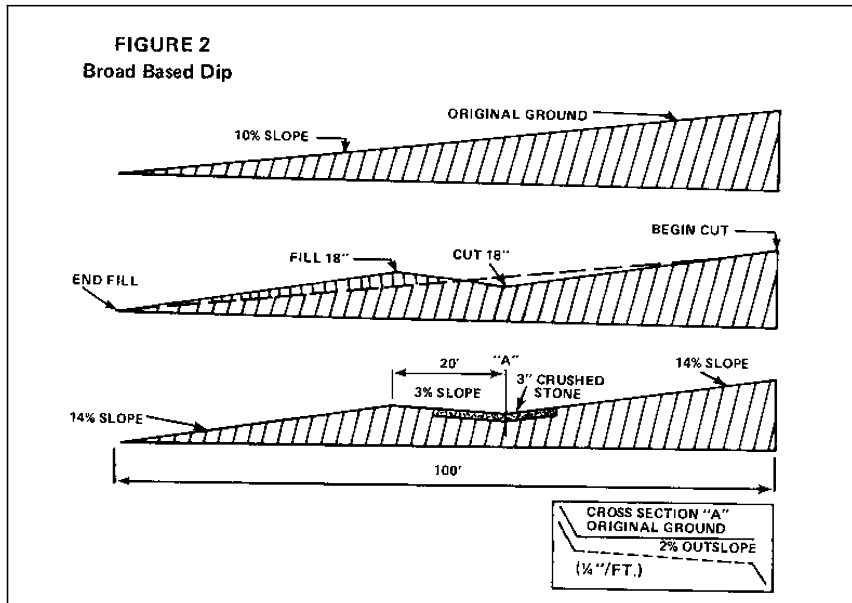 FIGURE 2
Broad Based Dip
ORIGINAL GROUND
10% SLOPE
BEGIN CUT
FILL 18"
CUT 18"
END FILL
20'
"A"
14% SLOPE
3% SLOPE
3" CRUSHED
STONE
14% SLOPE
100'
CROSS SECTION "A"
ORIGINAL GROUND
2% OUTSLOPE
(¼"/FT.)